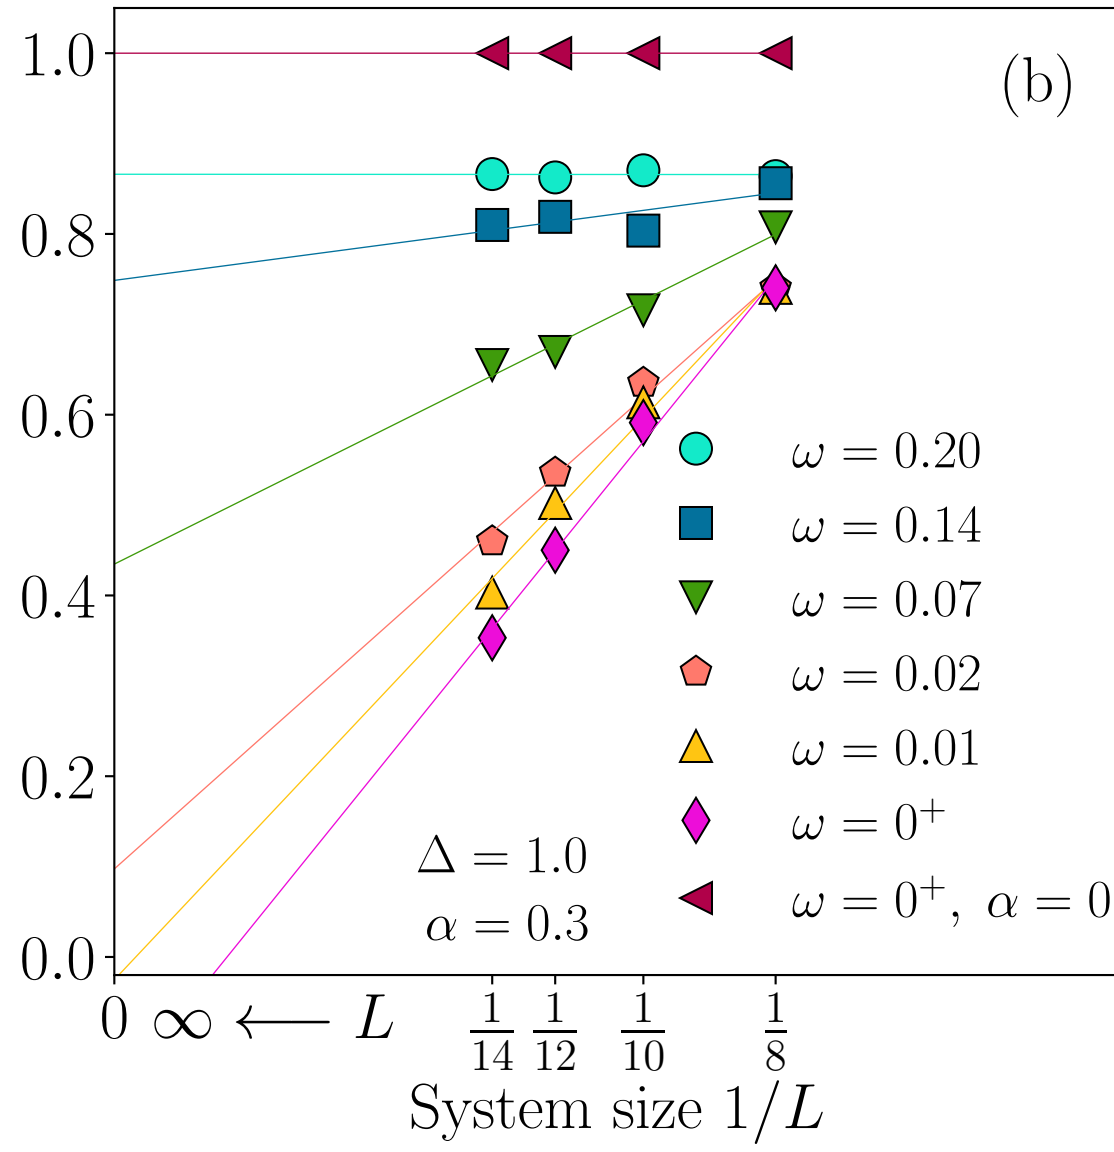 1.0
(b)
0.8
0.6
0.4
0.2
0.0
ω = 0.20
ω = 0.14
ω = 0.07
ω = 0.02
ω = 0.01
ω = 0⁺
ω = 0⁺, α = 0
Δ = 1.0
α = 0.3
0 ∞ ⟵ L 1/14 1/12 1/10 1/8
System size 1/L